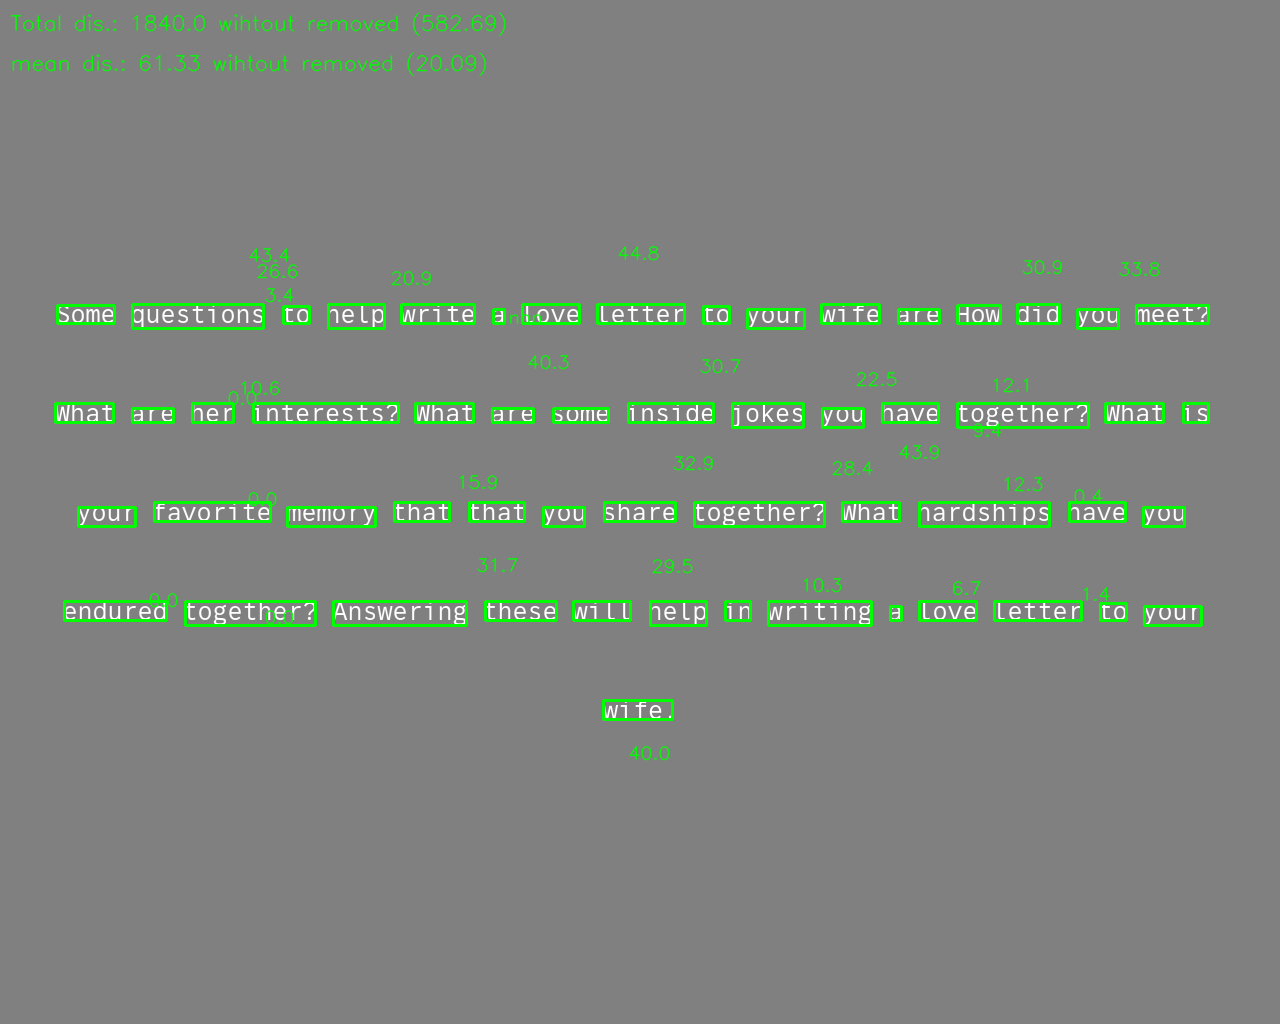 Total dis.: 1840.0 wihtout removed (582.69)
mean dis.: 61.33 wihtout removed (20.09)
43.4 44.8
26.6 20.9 30.9 33.8
3.4
Some questions to help write a love letter to your wife are How did you meet?
40.3 30.7 22.5 12.1
0.0 10.6
What are her interests? What are some inside jokes you have together? What is
9.4
32.9 28.4 43.9
0.0 15.9 12.3 0.4
your favorite memory that that you share together? What hardships have you
31.7 29.5
0.0 10.3 6.7 1.4
endured together? Answering these will help in writing a love letter to your
wife.
40.0